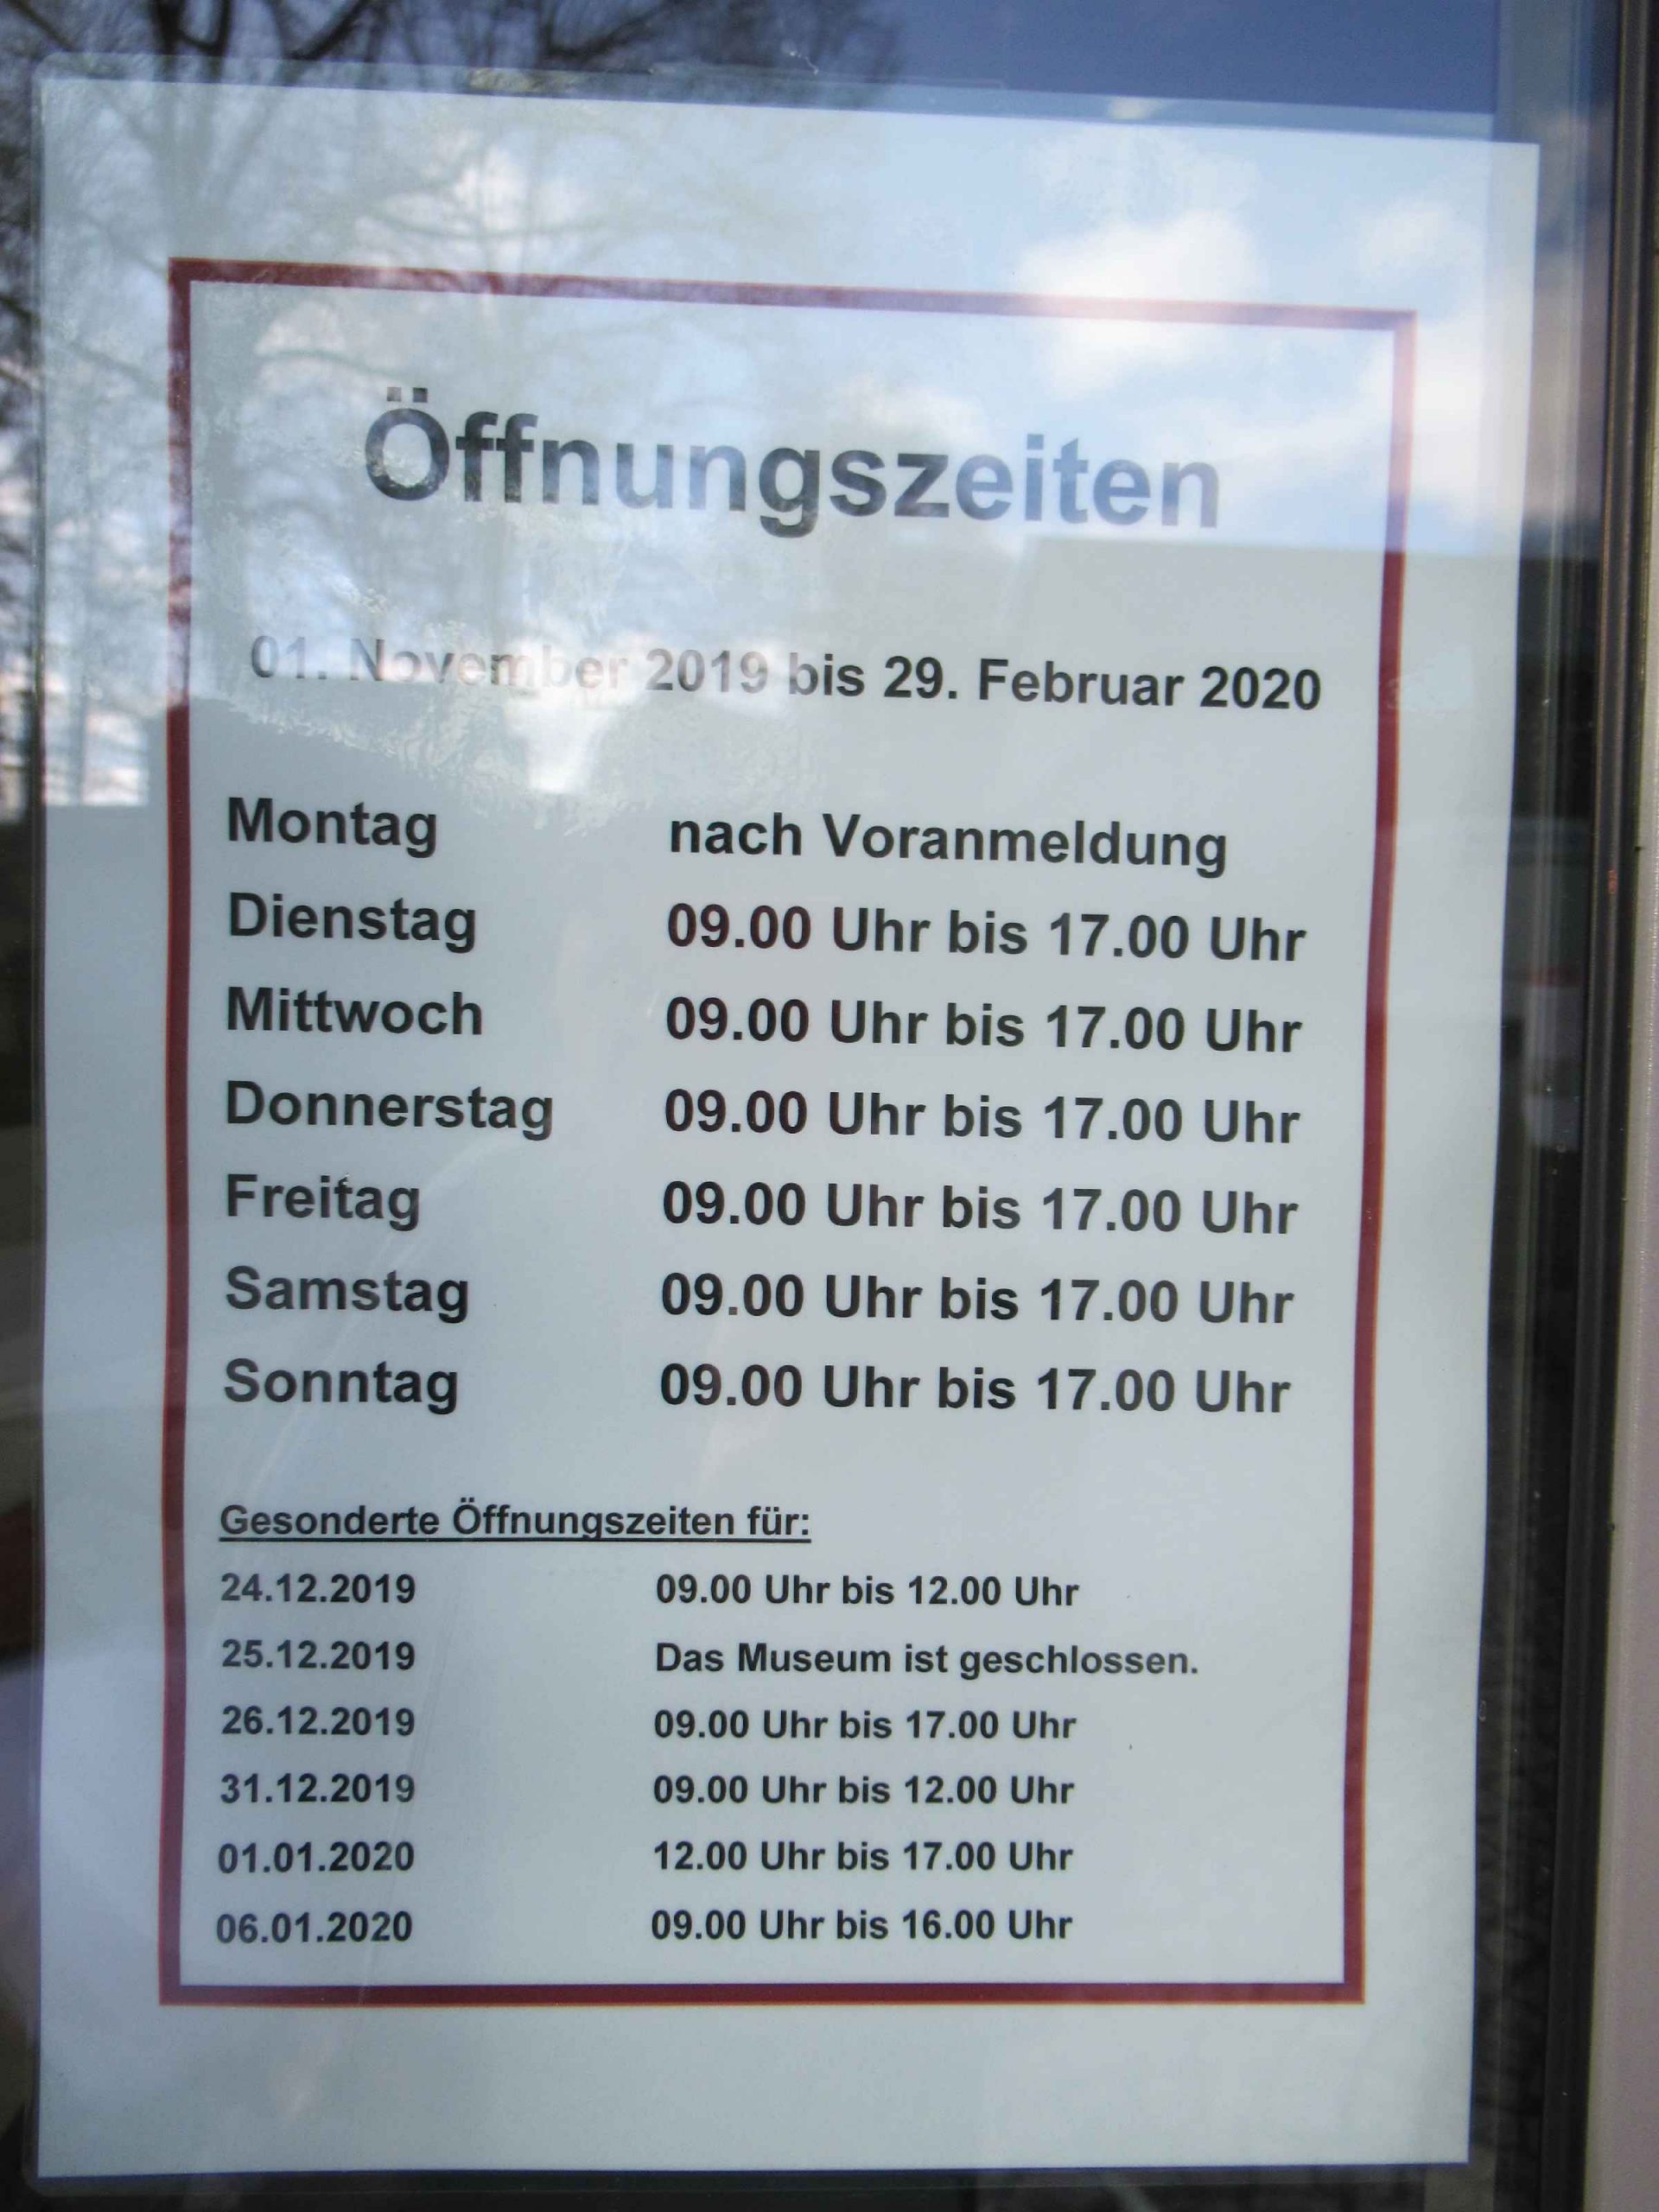 Öffnungszeiten
01. November 2019 bis 29. Februar 2020
Montag nach Voranmeldung
Dienstag 09.00 Uhr bis 17.00 Uhr
Mittwoch 09.00 Uhr bis 17.00 Uhr
Donnerstag 09.00 Uhr bis 17.00 Uhr
Freitag 09.00 Uhr bis 17.00 Uhr
Samstag 09.00 Uhr bis 17.00 Uhr
Sonntag 09.00 Uhr bis 17.00 Uhr
Gesonderte Öffnungszeiten für:
24.12.2019 09.00 Uhr bis 12.00 Uhr
25.12.2019 Das Museum ist geschlossen.
26.12.2019 09.00 Uhr bis 17.00 Uhr
31.12.2019 09.00 Uhr bis 12.00 Uhr
01.01.2020 12.00 Uhr bis 17.00 Uhr
06.01.2020 09.00 Uhr bis 16.00 Uhr